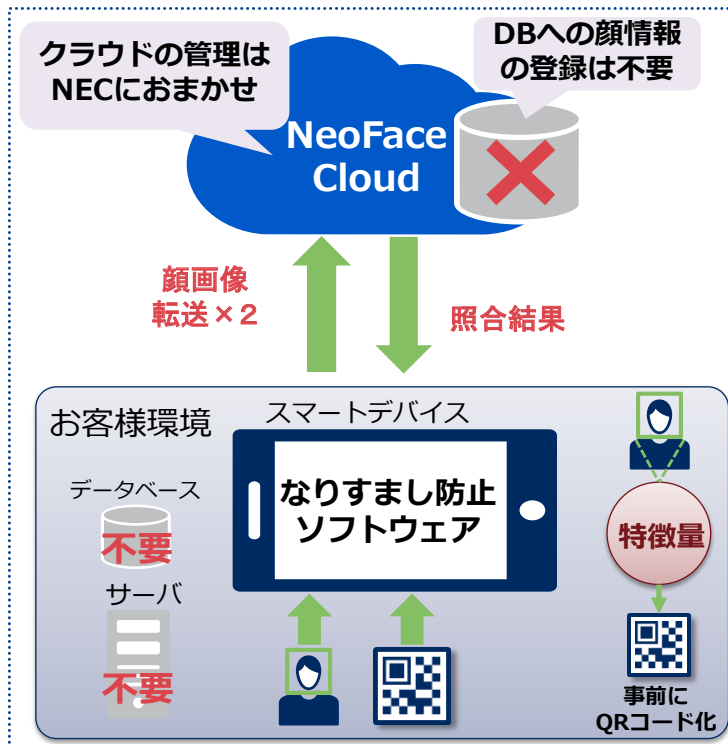 クラウドの管理は
NECにおまかせ
DBへの顔情報
の登録は不要
NeoFace
Cloud
顔画像
転送×２
照合結果
お客様環境
スマートデバイス
データベース
不要
サーバ
不要
なりすまし防止
ソフトウェア
特徴量
事前に
QRコード化